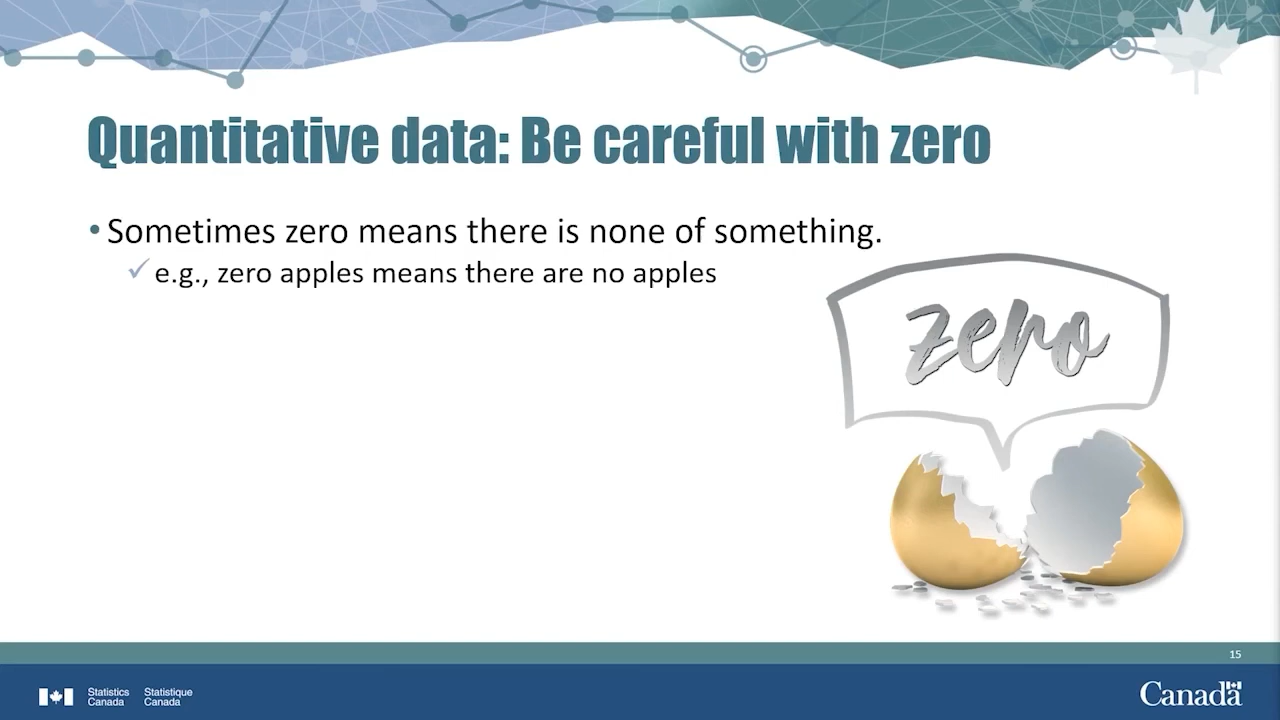 Quantitative data: Be careful with zero
• Sometimes zero means there is none of something.
✓ e.g., zero apples means there are no apples
zero
15
Statistics Canada
Statistique Canada
Canada